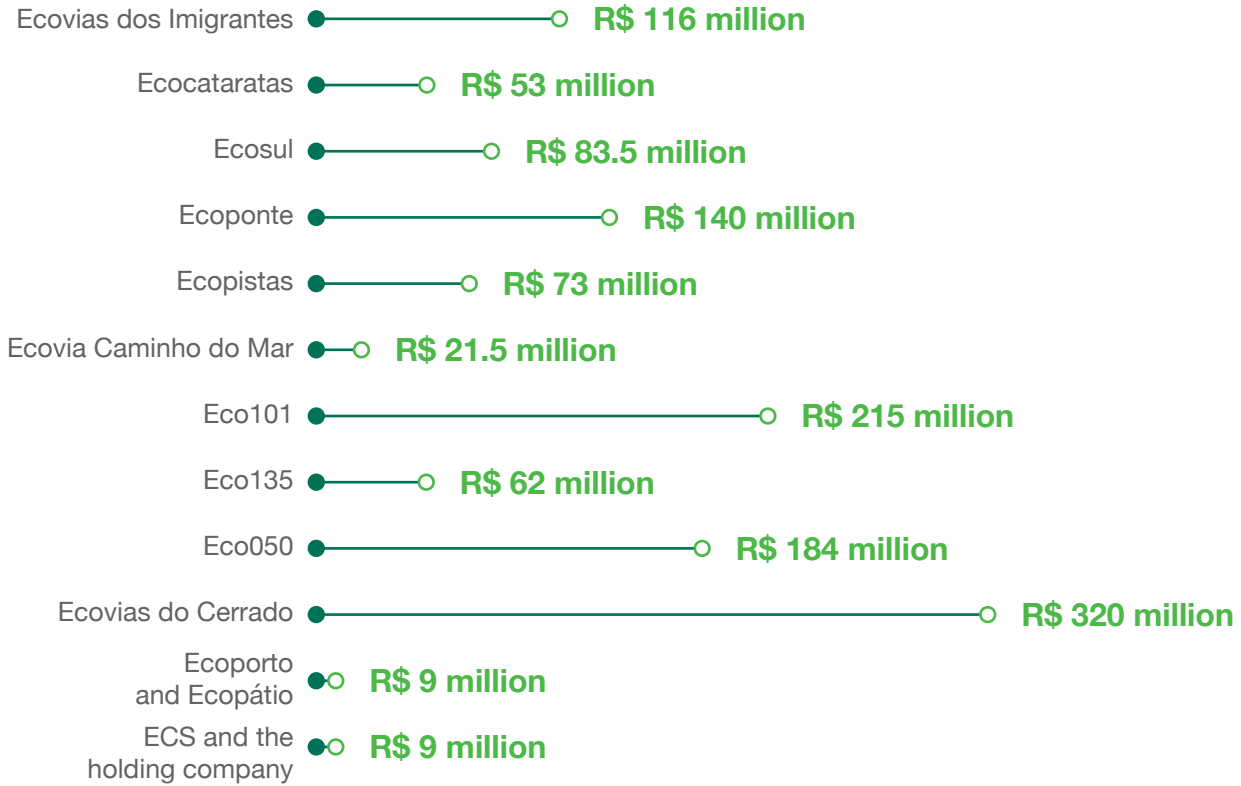 Ecovias dos Imigrantes R$ 116 million
Ecocataratas R$ 53 million
Ecosul R$ 83.5 million
Ecoponte R$ 140 million
Ecopistas R$ 73 million
Ecovia Caminho do Mar R$ 21.5 million
Eco101 R$ 215 million
Eco135 R$ 62 million
Eco050 R$ 184 million
Ecovias do Cerrado R$ 320 million
Ecoporto
and Ecopátio R$ 9 million
ECS and the
holding company R$ 9 million